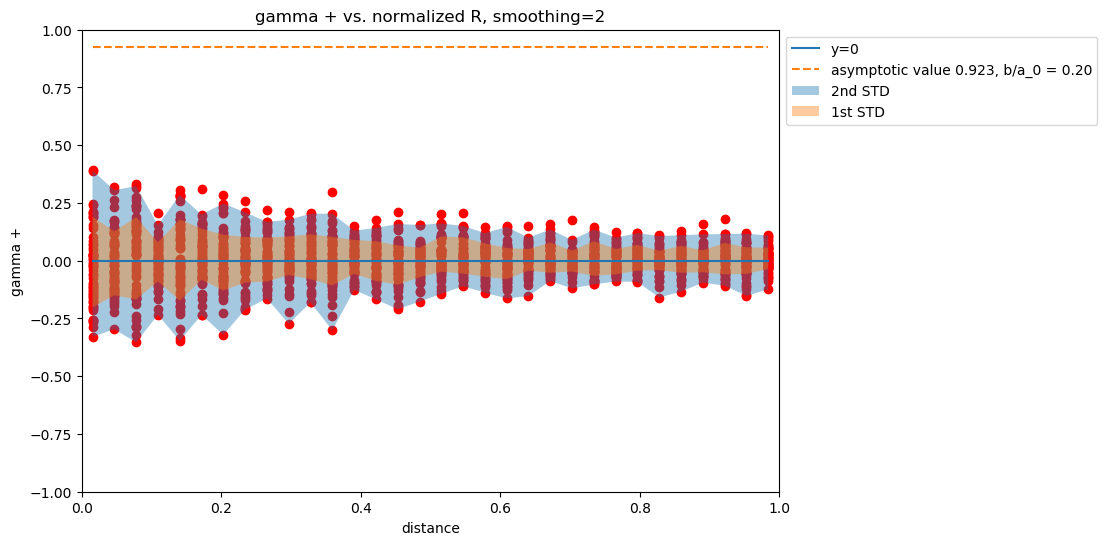 gamma + vs. normalized R, smoothing=2
1.00
0.75
0.50
0.25
0.00
−0.25
−0.50
−0.75
−1.00
gamma +
0.0
0.2
0.4
0.6
0.8
1.0
distance
y=0
asymptotic value 0.923, b/a_0 = 0.20
2nd STD
1st STD